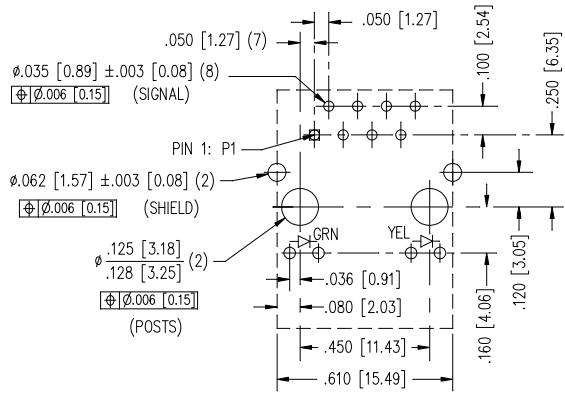 .050 [1.27]
.050 [1.27] (7)
ø.035 [0.89] ±.003 [0.08] (8)
⌖ Ø.006 [0.15] (SIGNAL)
PIN 1: P1
ø.062 [1.57] ±.003 [0.08] (2)
⌖ Ø.006 [0.15] (SHIELD)
ø .125 [3.18] (2)
.128 [3.25]
⌖ Ø.006 [0.15]
(POSTS)
GRN
YEL
.036 [0.91]
.080 [2.03]
.450 [11.43]
.610 [15.49]
.100 [2.54]
.250 [6.35]
.120 [3.05]
.160 [4.06]